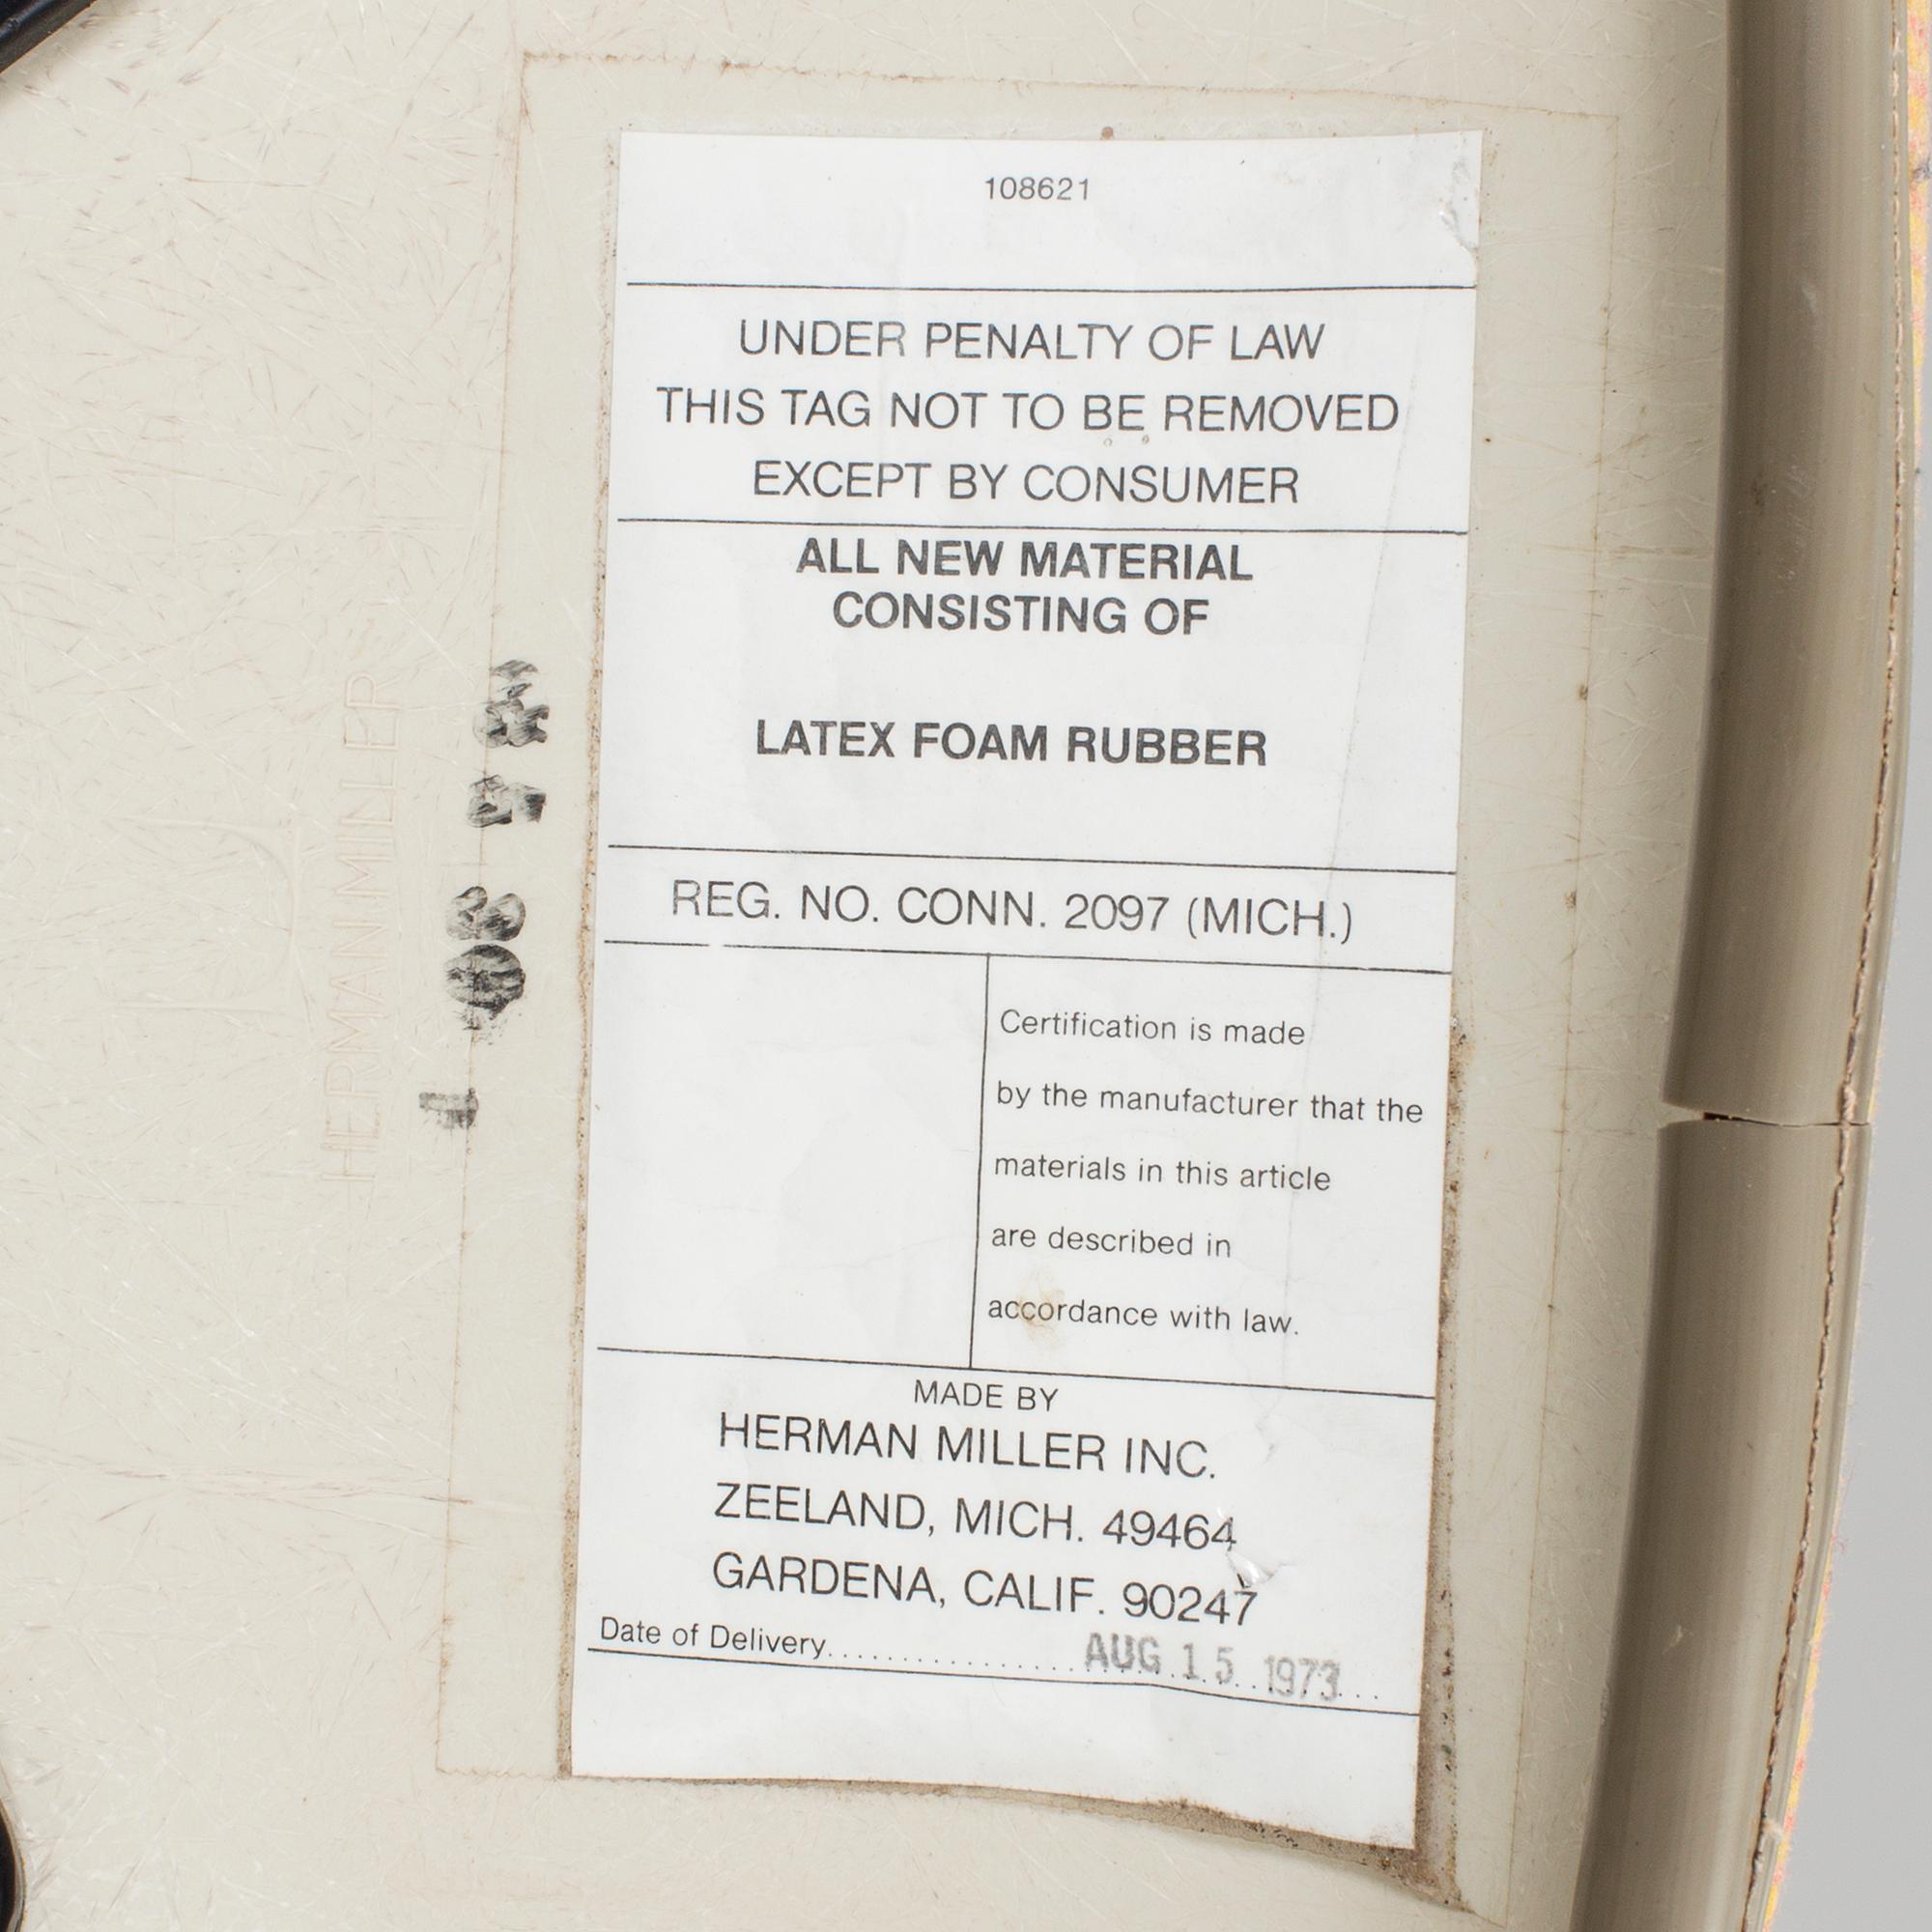 108621
UNDER PENALTY OF LAW
THIS TAG NOT TO BE REMOVED
EXCEPT BY CONSUMER
ALL NEW MATERIAL
CONSISTING OF
LATEX FOAM RUBBER
REG. NO. CONN. 2097 (MICH.)
Certification is made
by the manufacturer that the
materials in this article
are described in
accordance with law.
MADE BY
HERMAN MILLER INC.
ZEELAND, MICH. 49464
GARDENA, CALIF. 90247
Date of Delivery.......................AUG 15 1973...
HERMAN MILLER